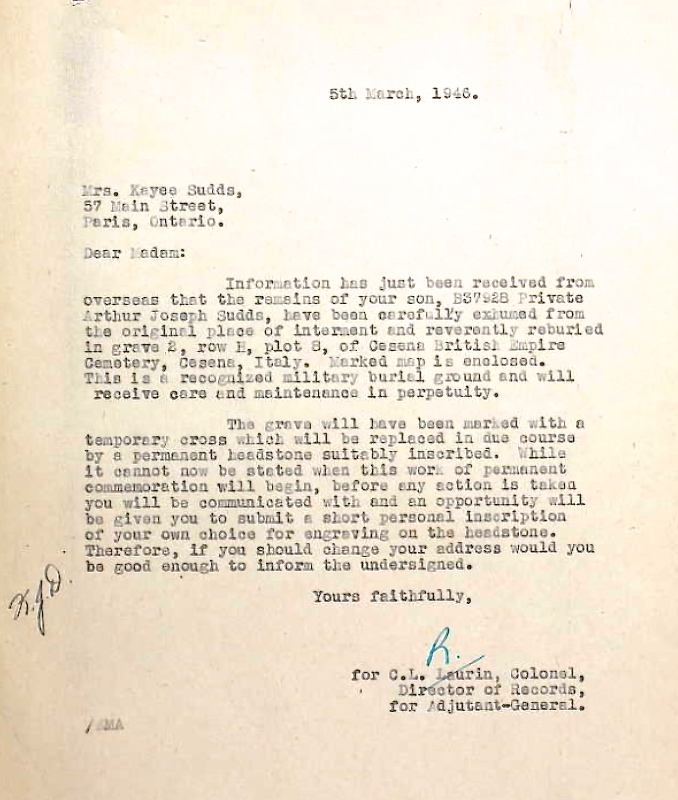 5th March, 1946.
Mrs. Kayee Sudds,
57 Main Street,
Paris, Ontario.
Dear Madam:
Information has just been received from
overseas that the remains of your son, B37928 Private
Arthur Joseph Sudds, have been carefully exhumed from
the original place of interment and reverently reburied
in grave 2, row H, plot 8, of Cesena British Empire
Cemetery, Cesena, Italy. Marked map is enclosed.
This is a recognized military burial ground and will
receive care and maintenance in perpetuity.
The grave will have been marked with a
temporary cross which will be replaced in due course
by a permanent headstone suitably inscribed. While
it cannot now be stated when this work of permanent
commemoration will begin, before any action is taken
you will be communicated with and an opportunity will
be given you to submit a short personal inscription
of your own choice for engraving on the headstone.
Therefore, if you should change your address would you
be good enough to inform the undersigned.
Yours faithfully,
R.
for C.L. Laurin, Colonel,
Director of Records,
for Adjutant-General.